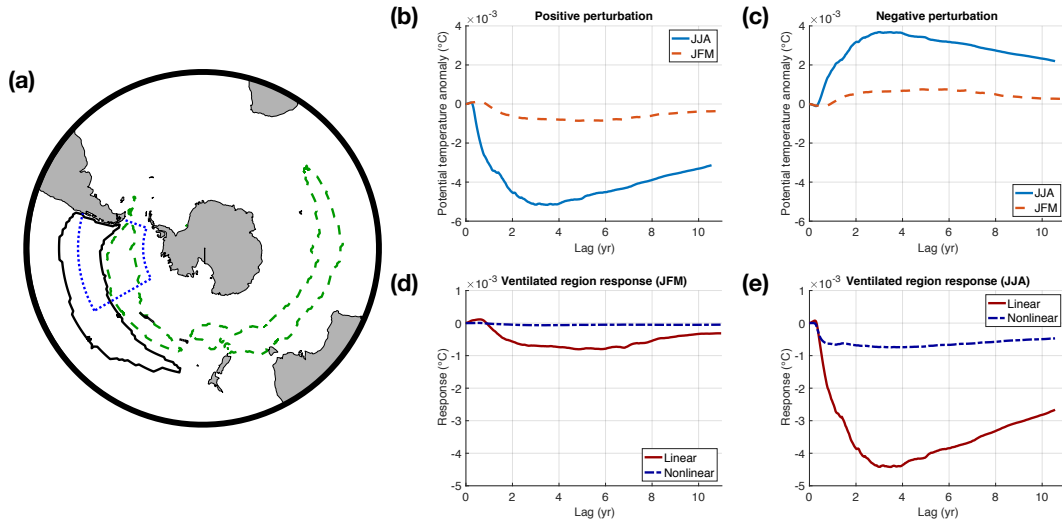 (a)
(b)
Positive perturbation
×10⁻³
4
2
0
-2
-4
-6
Potential temperature anomaly (°C)
JJA
JFM
0 2 4 6 8 10
Lag (yr)
(c)
Negative perturbation
×10⁻³
4
2
0
-2
-4
-6
Potential temperature anomaly (°C)
JJA
JFM
0 2 4 6 8 10
Lag (yr)
(d)
Ventilated region response (JFM)
×10⁻³
1
0
-1
-2
-3
-4
-5
Response (°C)
Linear
Nonlinear
0 2 4 6 8 10
Lag (yr)
(e)
Ventilated region response (JJA)
×10⁻³
1
0
-1
-2
-3
-4
-5
Response (°C)
Linear
Nonlinear
0 2 4 6 8 10
Lag (yr)